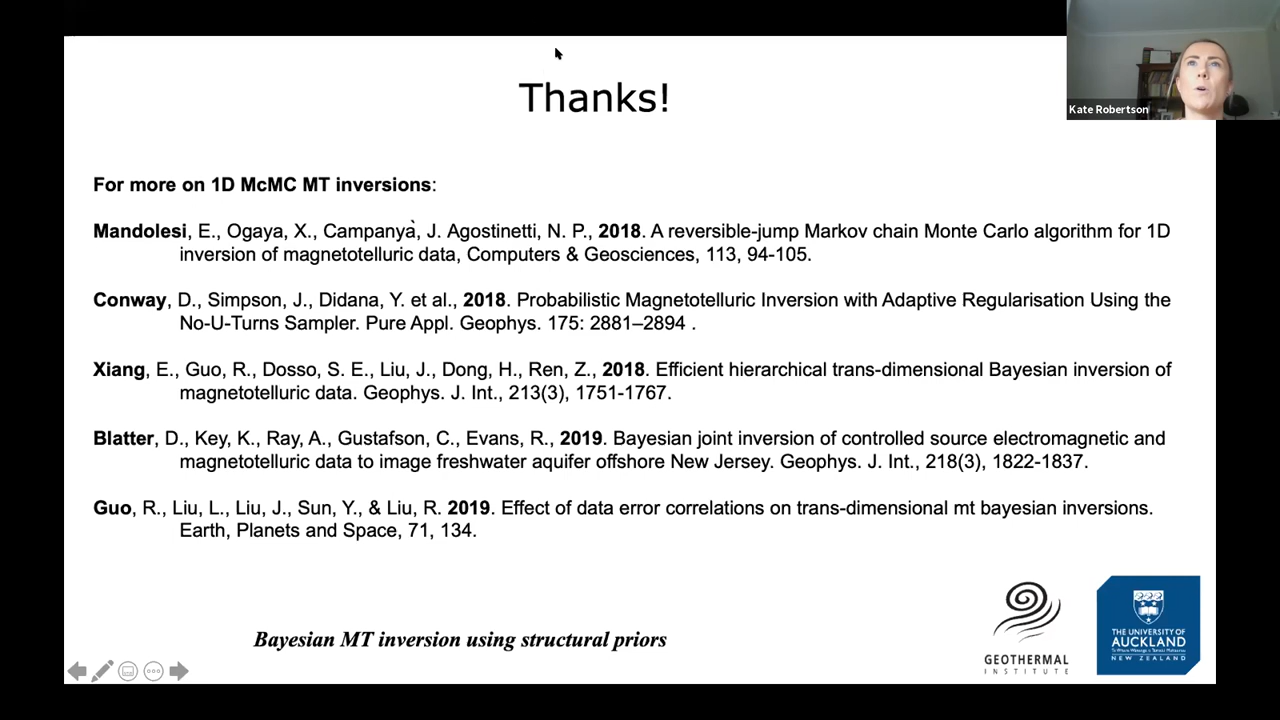 Thanks!
Kate Robertson
For more on 1D McMC MT inversions:
Mandolesi, E., Ogaya, X., Campanyà, J. Agostinetti, N. P., 2018. A reversible-jump Markov chain Monte Carlo algorithm for 1D
inversion of magnetotelluric data, Computers & Geosciences, 113, 94-105.
Conway, D., Simpson, J., Didana, Y. et al., 2018. Probabilistic Magnetotelluric Inversion with Adaptive Regularisation Using the
No-U-Turns Sampler. Pure Appl. Geophys. 175: 2881–2894 .
Xiang, E., Guo, R., Dosso, S. E., Liu, J., Dong, H., Ren, Z., 2018. Efficient hierarchical trans-dimensional Bayesian inversion of
magnetotelluric data. Geophys. J. Int., 213(3), 1751-1767.
Blatter, D., Key, K., Ray, A., Gustafson, C., Evans, R., 2019. Bayesian joint inversion of controlled source electromagnetic and
magnetotelluric data to image freshwater aquifer offshore New Jersey. Geophys. J. Int., 218(3), 1822-1837.
Guo, R., Liu, L., Liu, J., Sun, Y., & Liu, R. 2019. Effect of data error correlations on trans-dimensional mt bayesian inversions.
Earth, Planets and Space, 71, 134.
Bayesian MT inversion using structural priors
GEOTHERMAL
INSTITUTE
THE UNIVERSITY OF
AUCKLAND
NEW ZEALAND